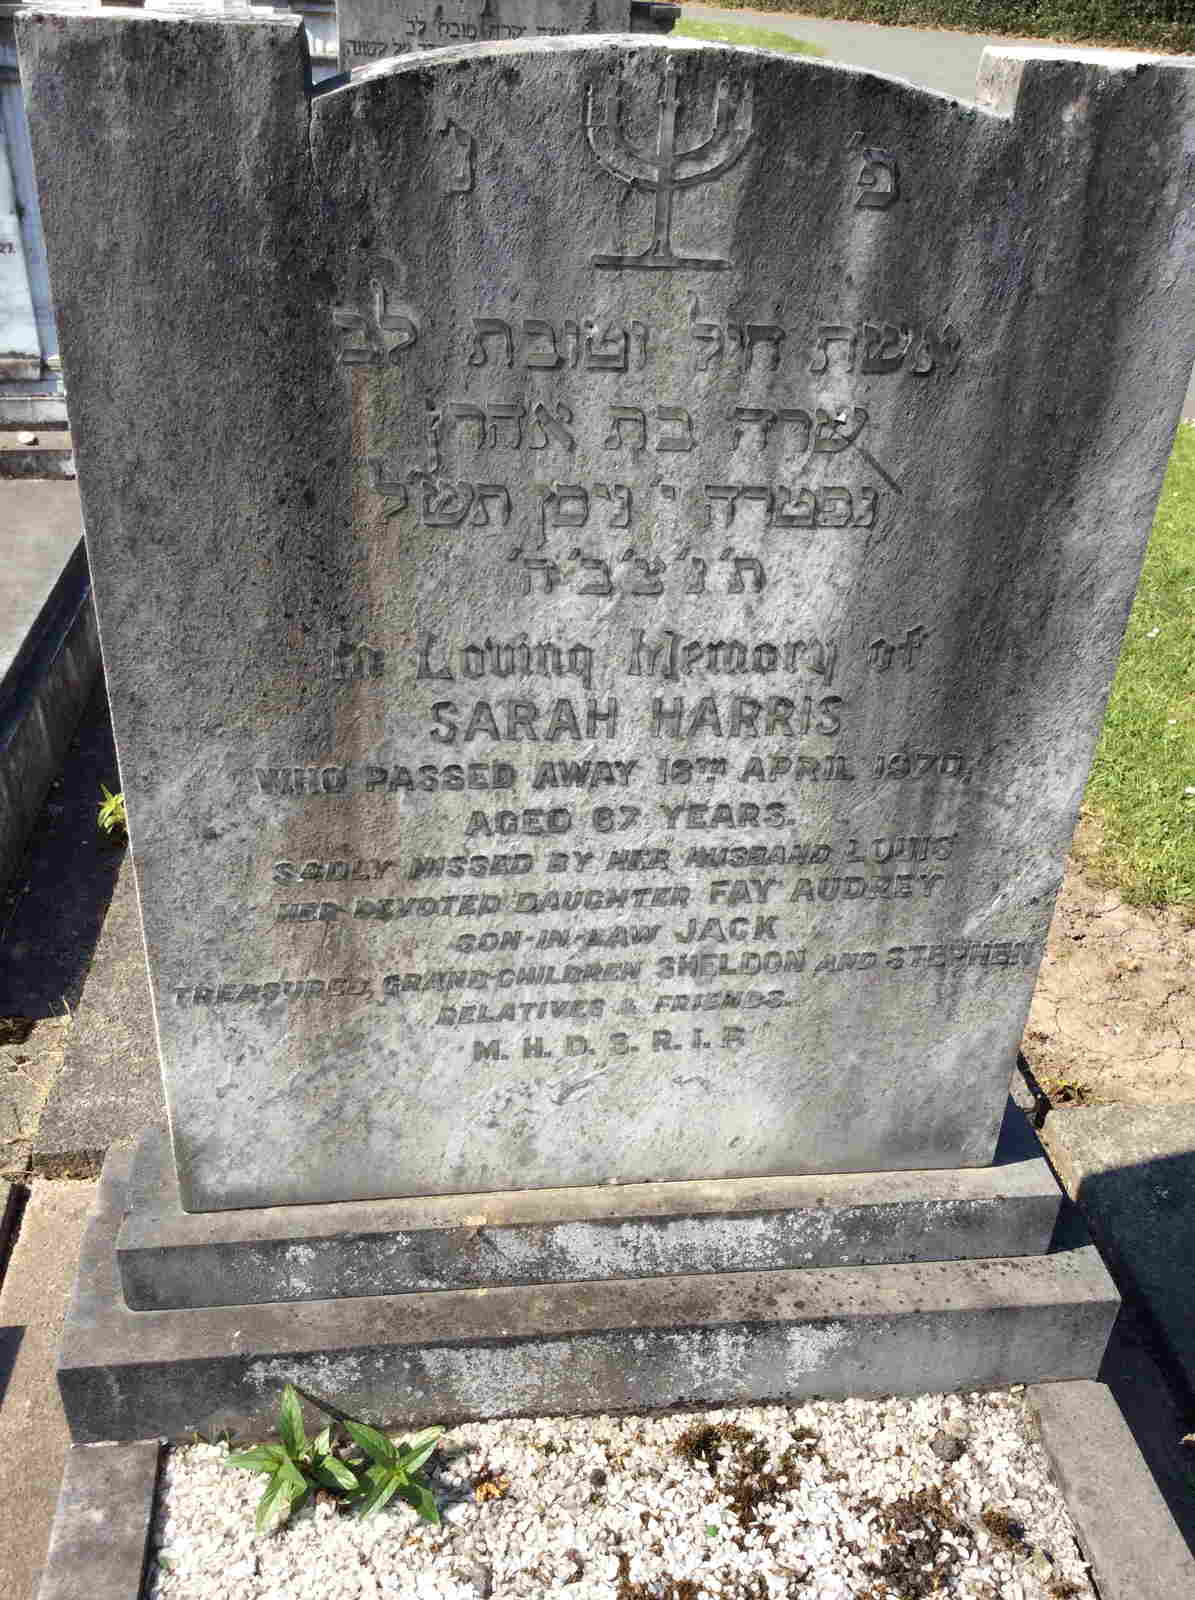 פ נ
אשת חיל וטובת לב
שרה בת אהרן
נפטרה י׳ ניסן תש״ל
ת׳ נ׳ צ׳ ב׳ ה׳
In Loving Memory of
SARAH HARRIS
WHO PASSED AWAY 16TH APRIL 1970,
AGED 67 YEARS.
SADLY MISSED BY HER HUSBAND LOUIS
HER DEVOTED DAUGHTER FAY AUDREY
SON-IN-LAW JACK
TREASURED GRAND-CHILDREN SHELDON AND STEPHEN
RELATIVES & FRIENDS.
M. H. D. S. R. I. P.